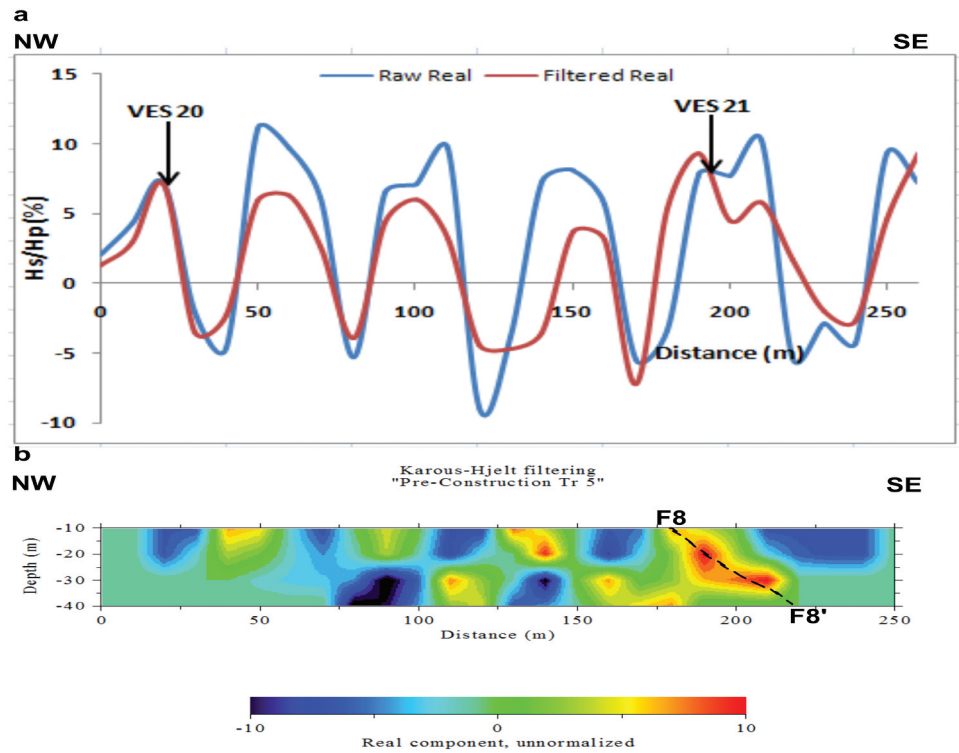 a
NW SE
15
Raw Real Filtered Real
VES 20 VES 21
10
5
0
0 50 100 150 200 250
-5
Distance (m)
-10
Hs/Hp(%)
b
Karous-Hjelt filtering
NW SE
"Pre-Construction Tr 5"
F8
-10
-20
-30
-40
Depth (m)
0 50 100 150 200 250
F8'
Distance (m)
-10 0 10
Real component, unnormalized